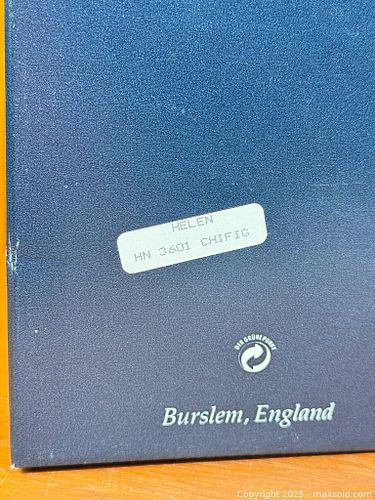 HELEN
HN 3601 CHIFIG
DER GRÜNE PUNKT
Burslem, England
Copyright © 2025 - maxsold.com